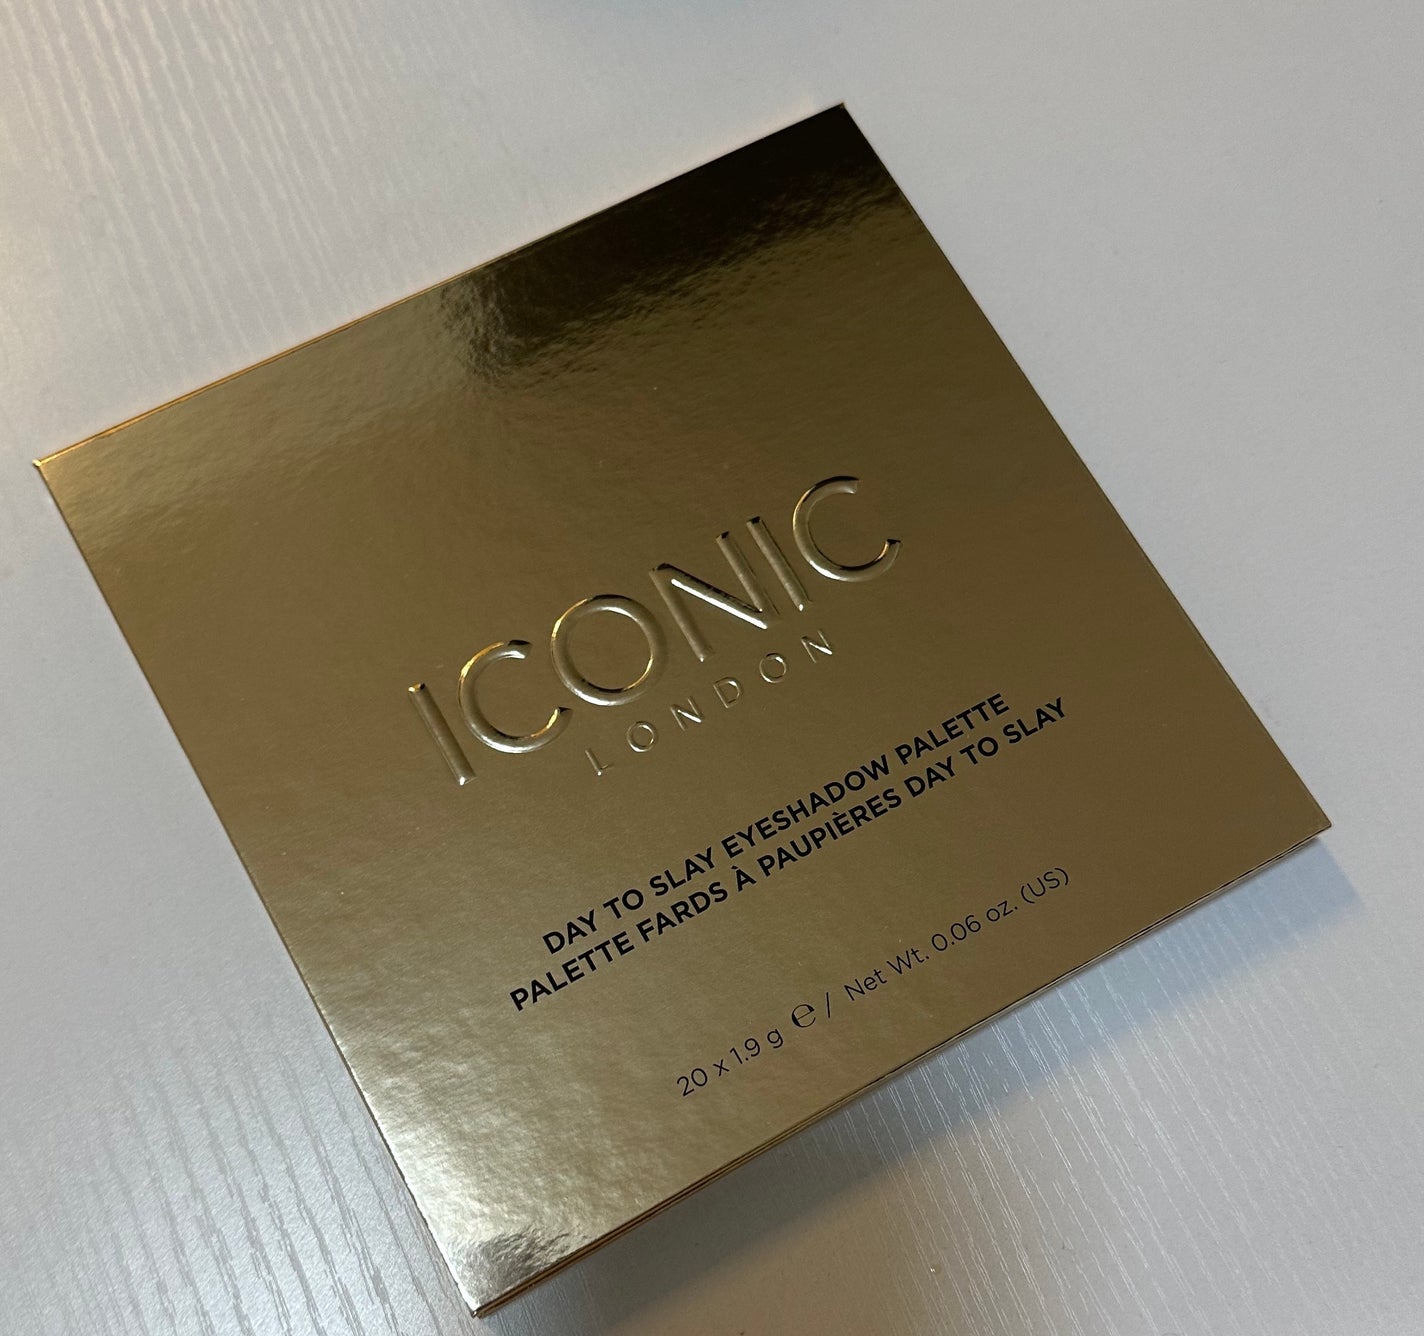 ICONIC
LONDON
DAY TO SLAY EYESHADOW PALETTE
PALETTE FARDS À PAUPIÈRES DAY TO SLAY
20 x 1.9 g ℮ / Net Wt. 0.06 oz. (US)